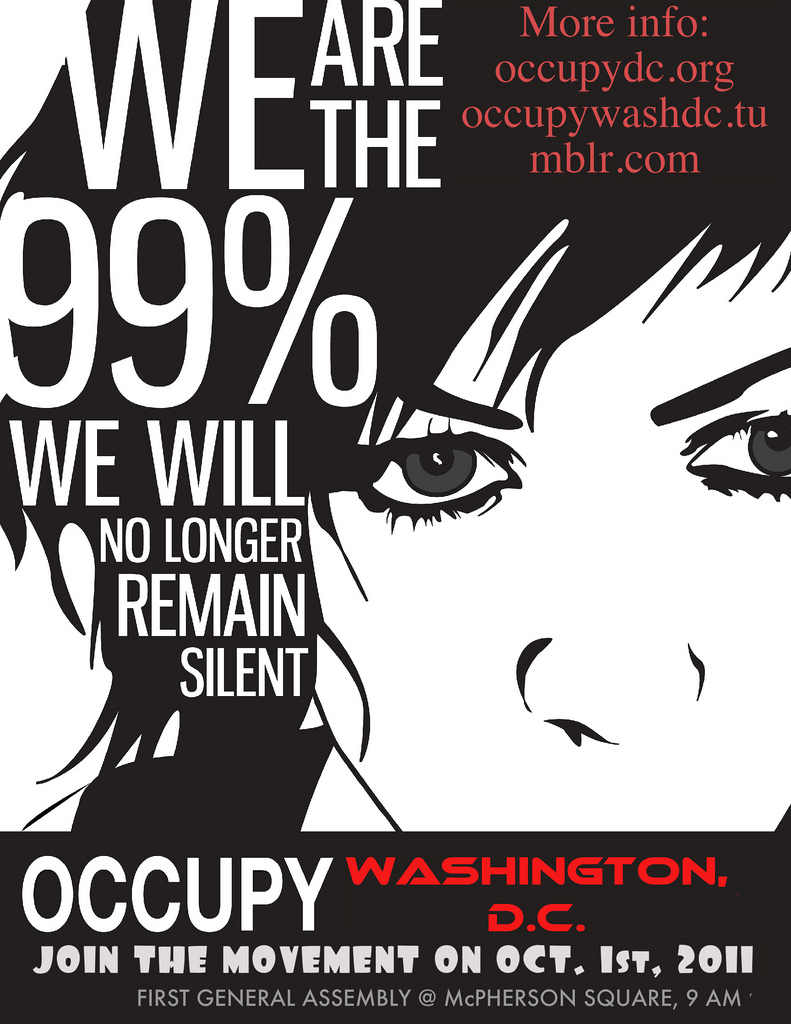 WE ARE
THE
99%
WE WILL
NO LONGER
REMAIN
SILENT
More info:
occupydc.org
occupywashdc.tu
mblr.com
OCCUPY WASHINGTON,
D.C.
JOIN THE MOVEMENT ON OCT. 1ST, 2011
FIRST GENERAL ASSEMBLY @ McPHERSON SQUARE, 9 AM